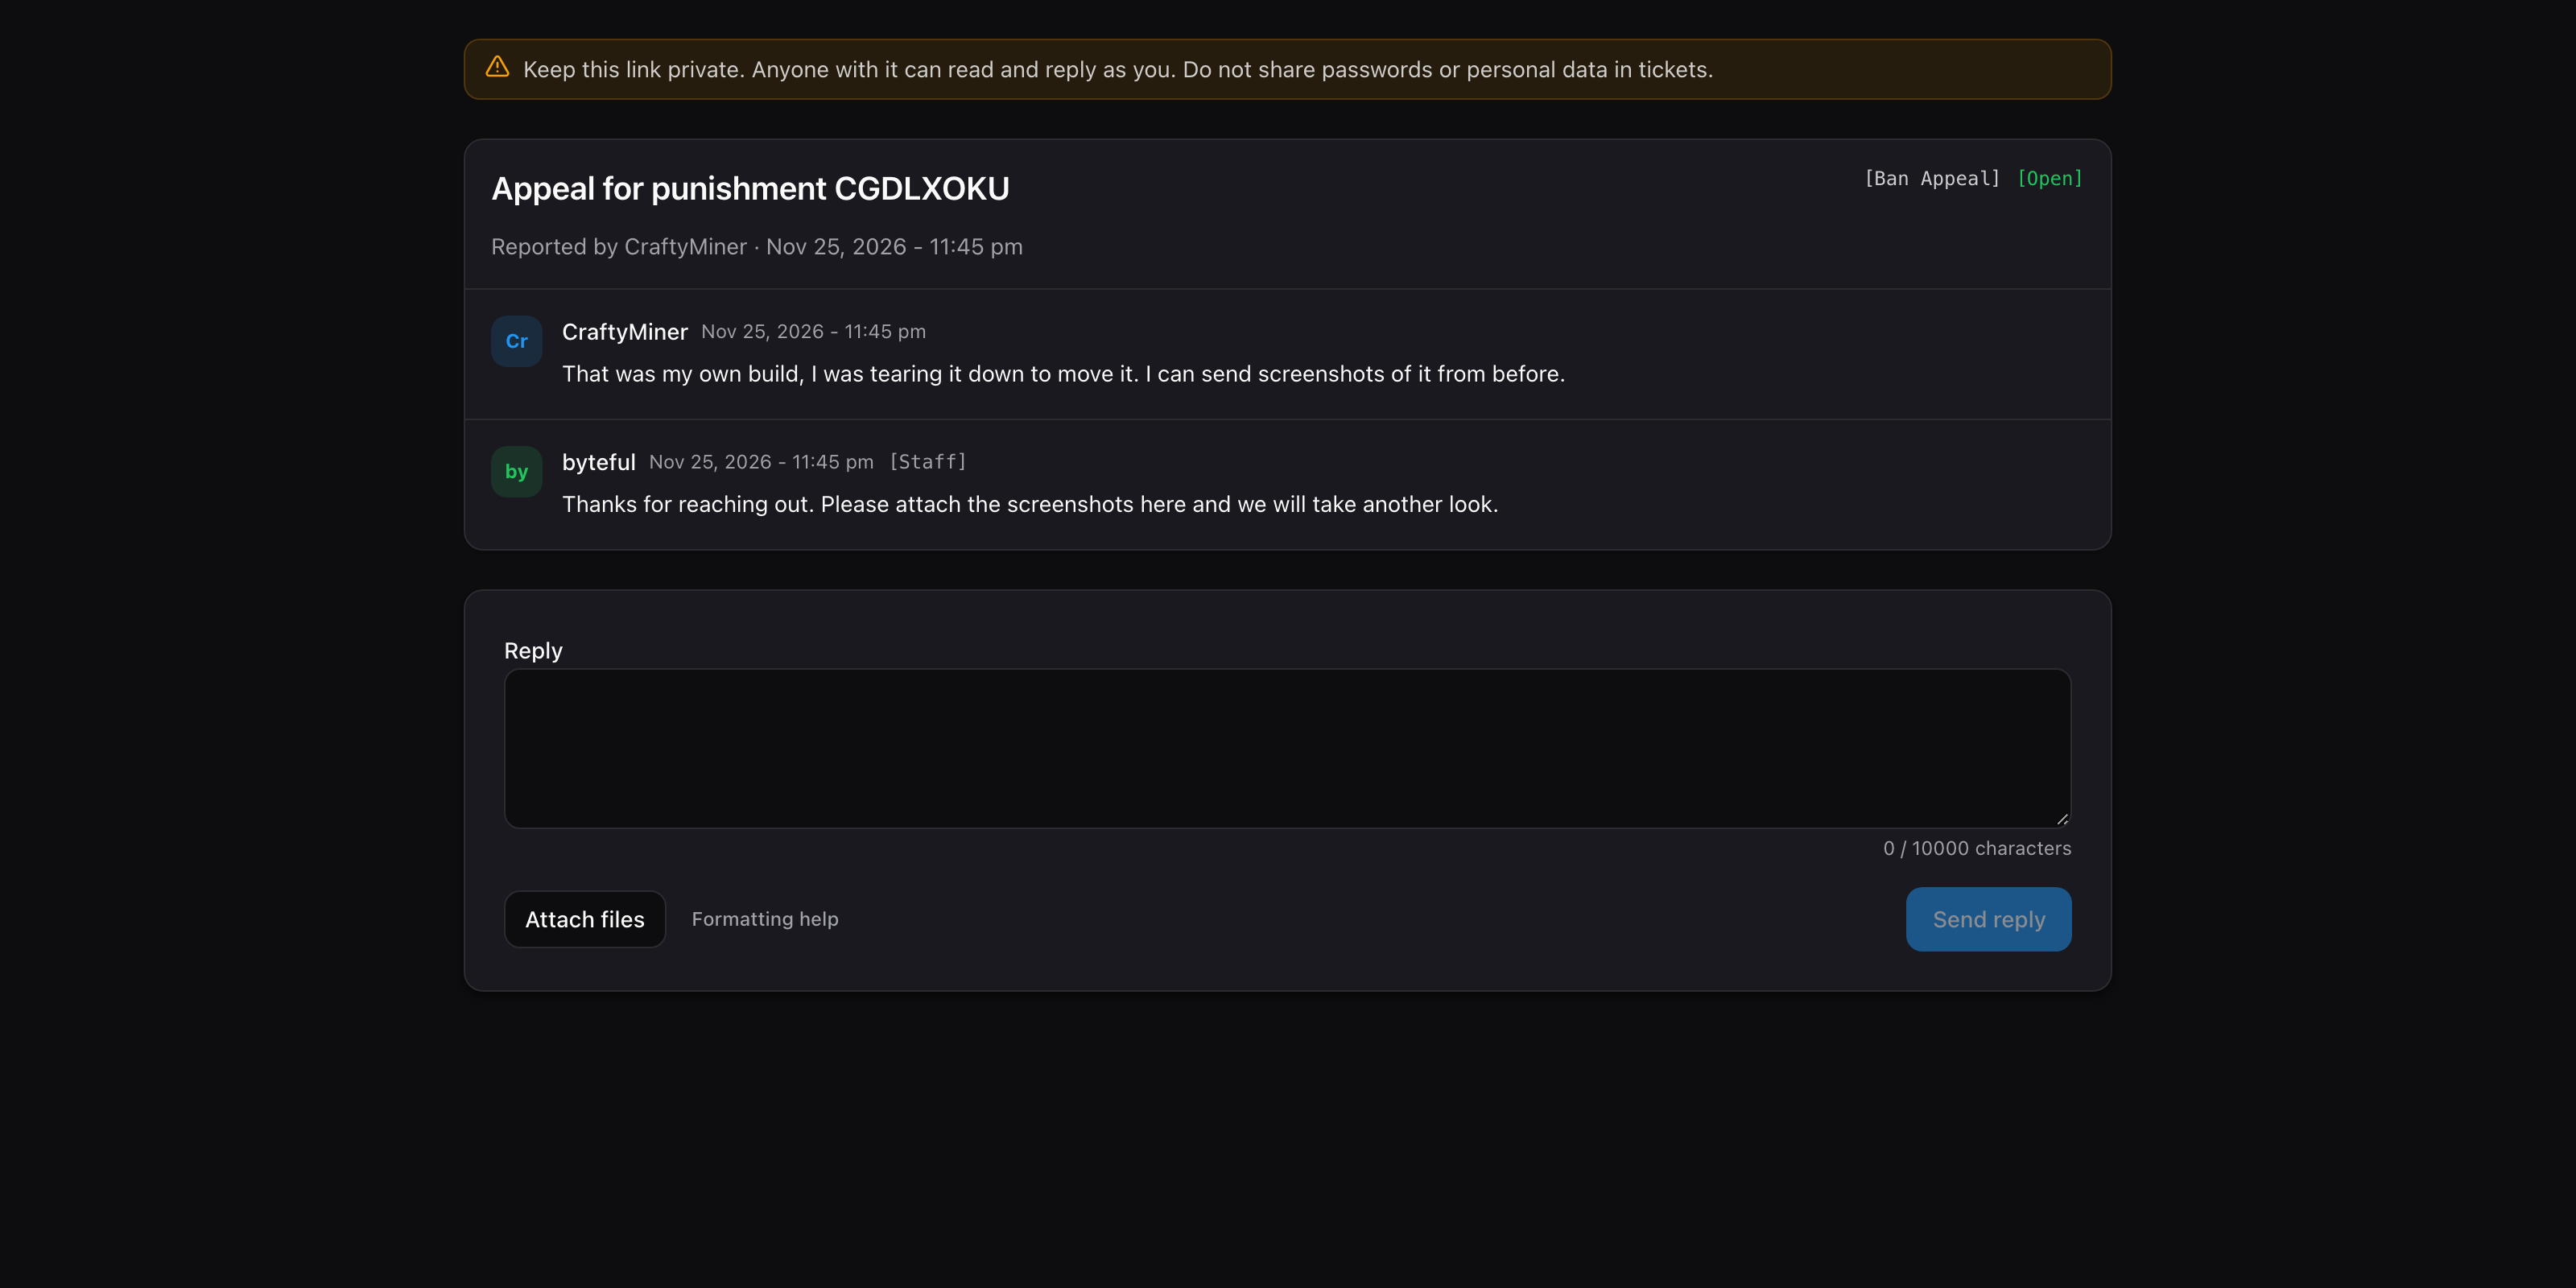 Keep this link private. Anyone with it can read and reply as you. Do not share passwords or personal data in tickets.
Appeal for punishment CGDLXOKU
[Ban Appeal] [Open]
Reported by CraftyMiner · Nov 25, 2026 - 11:45 pm
Cr
CraftyMiner Nov 25, 2026 - 11:45 pm
That was my own build, I was tearing it down to move it. I can send screenshots of it from before.
by
byteful Nov 25, 2026 - 11:45 pm [Staff]
Thanks for reaching out. Please attach the screenshots here and we will take another look.
Reply
0 / 10000 characters
Attach files
Formatting help
Send reply